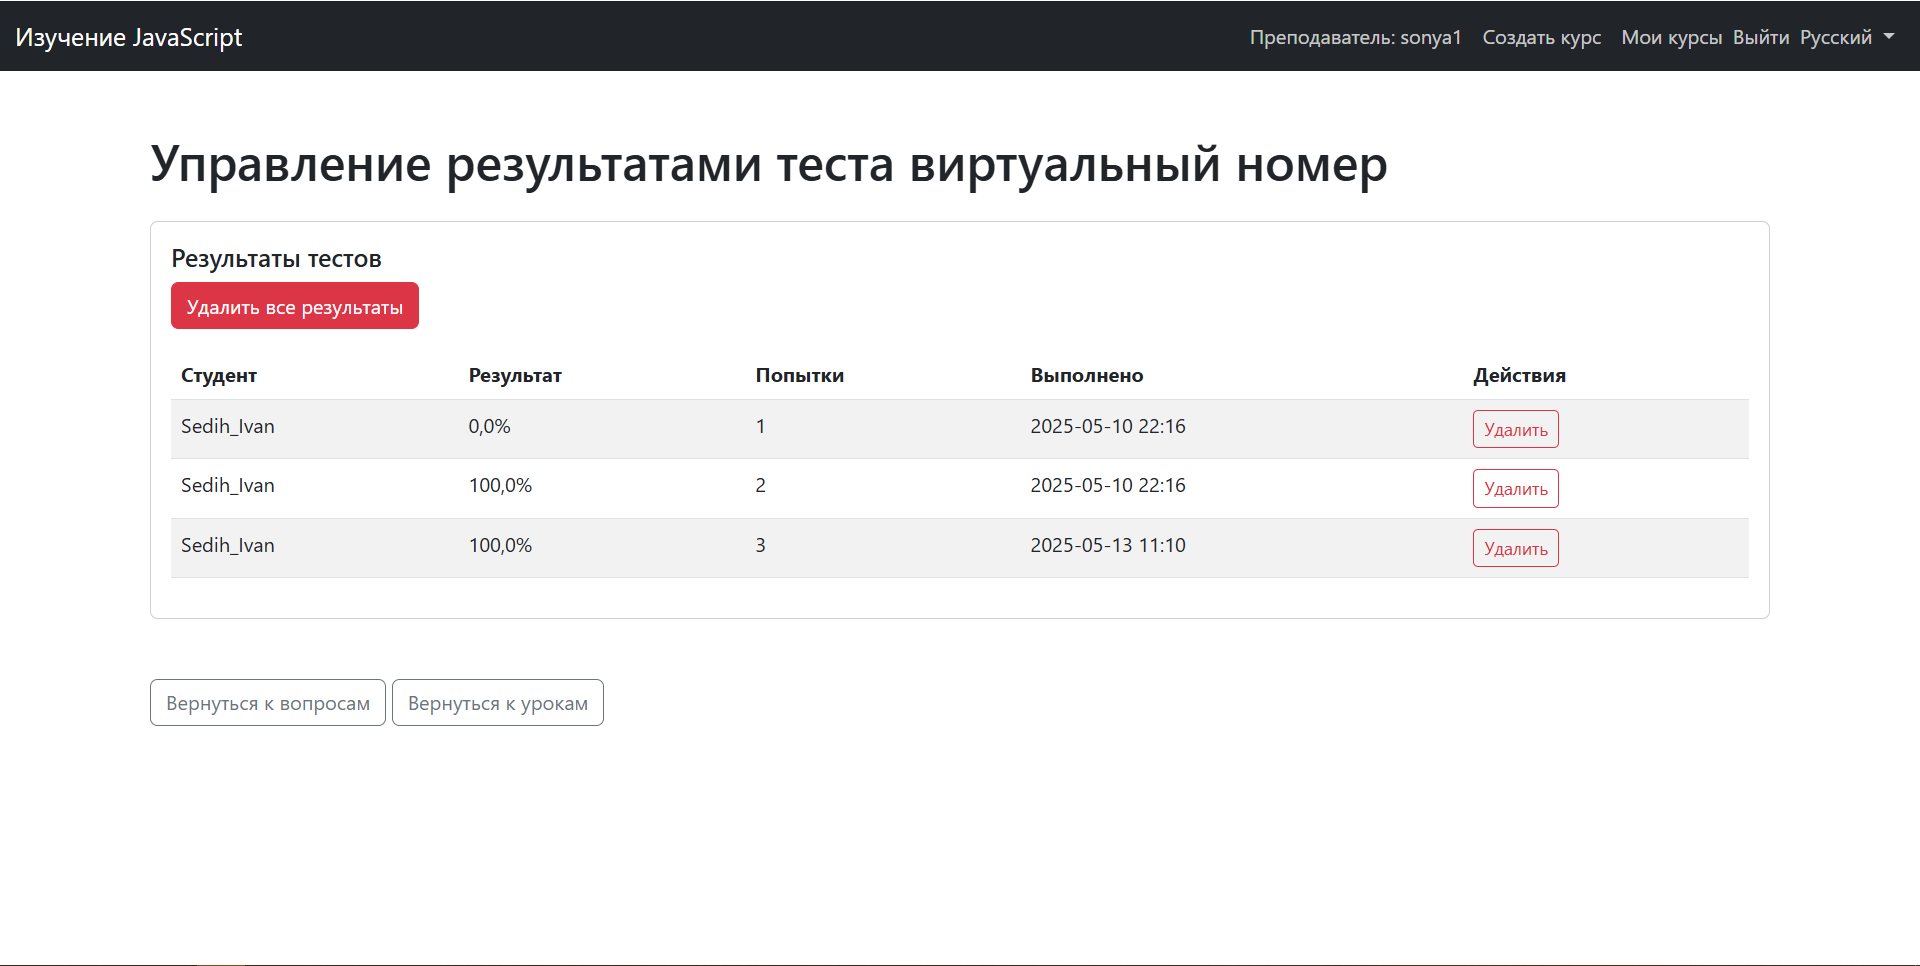 Изучение JavaScript Преподаватель: sonya1 Создать курс Мои курсы Выйти Русский
Управление результатами теста виртуальный номер
Результаты тестов
Удалить все результаты
Студент Результат Попытки Выполнено Действия
Sedih_Ivan 0,0% 1 2025-05-10 22:16 Удалить
Sedih_Ivan 100,0% 2 2025-05-10 22:16 Удалить
Sedih_Ivan 100,0% 3 2025-05-13 11:10 Удалить
Вернуться к вопросам Вернуться к урокам